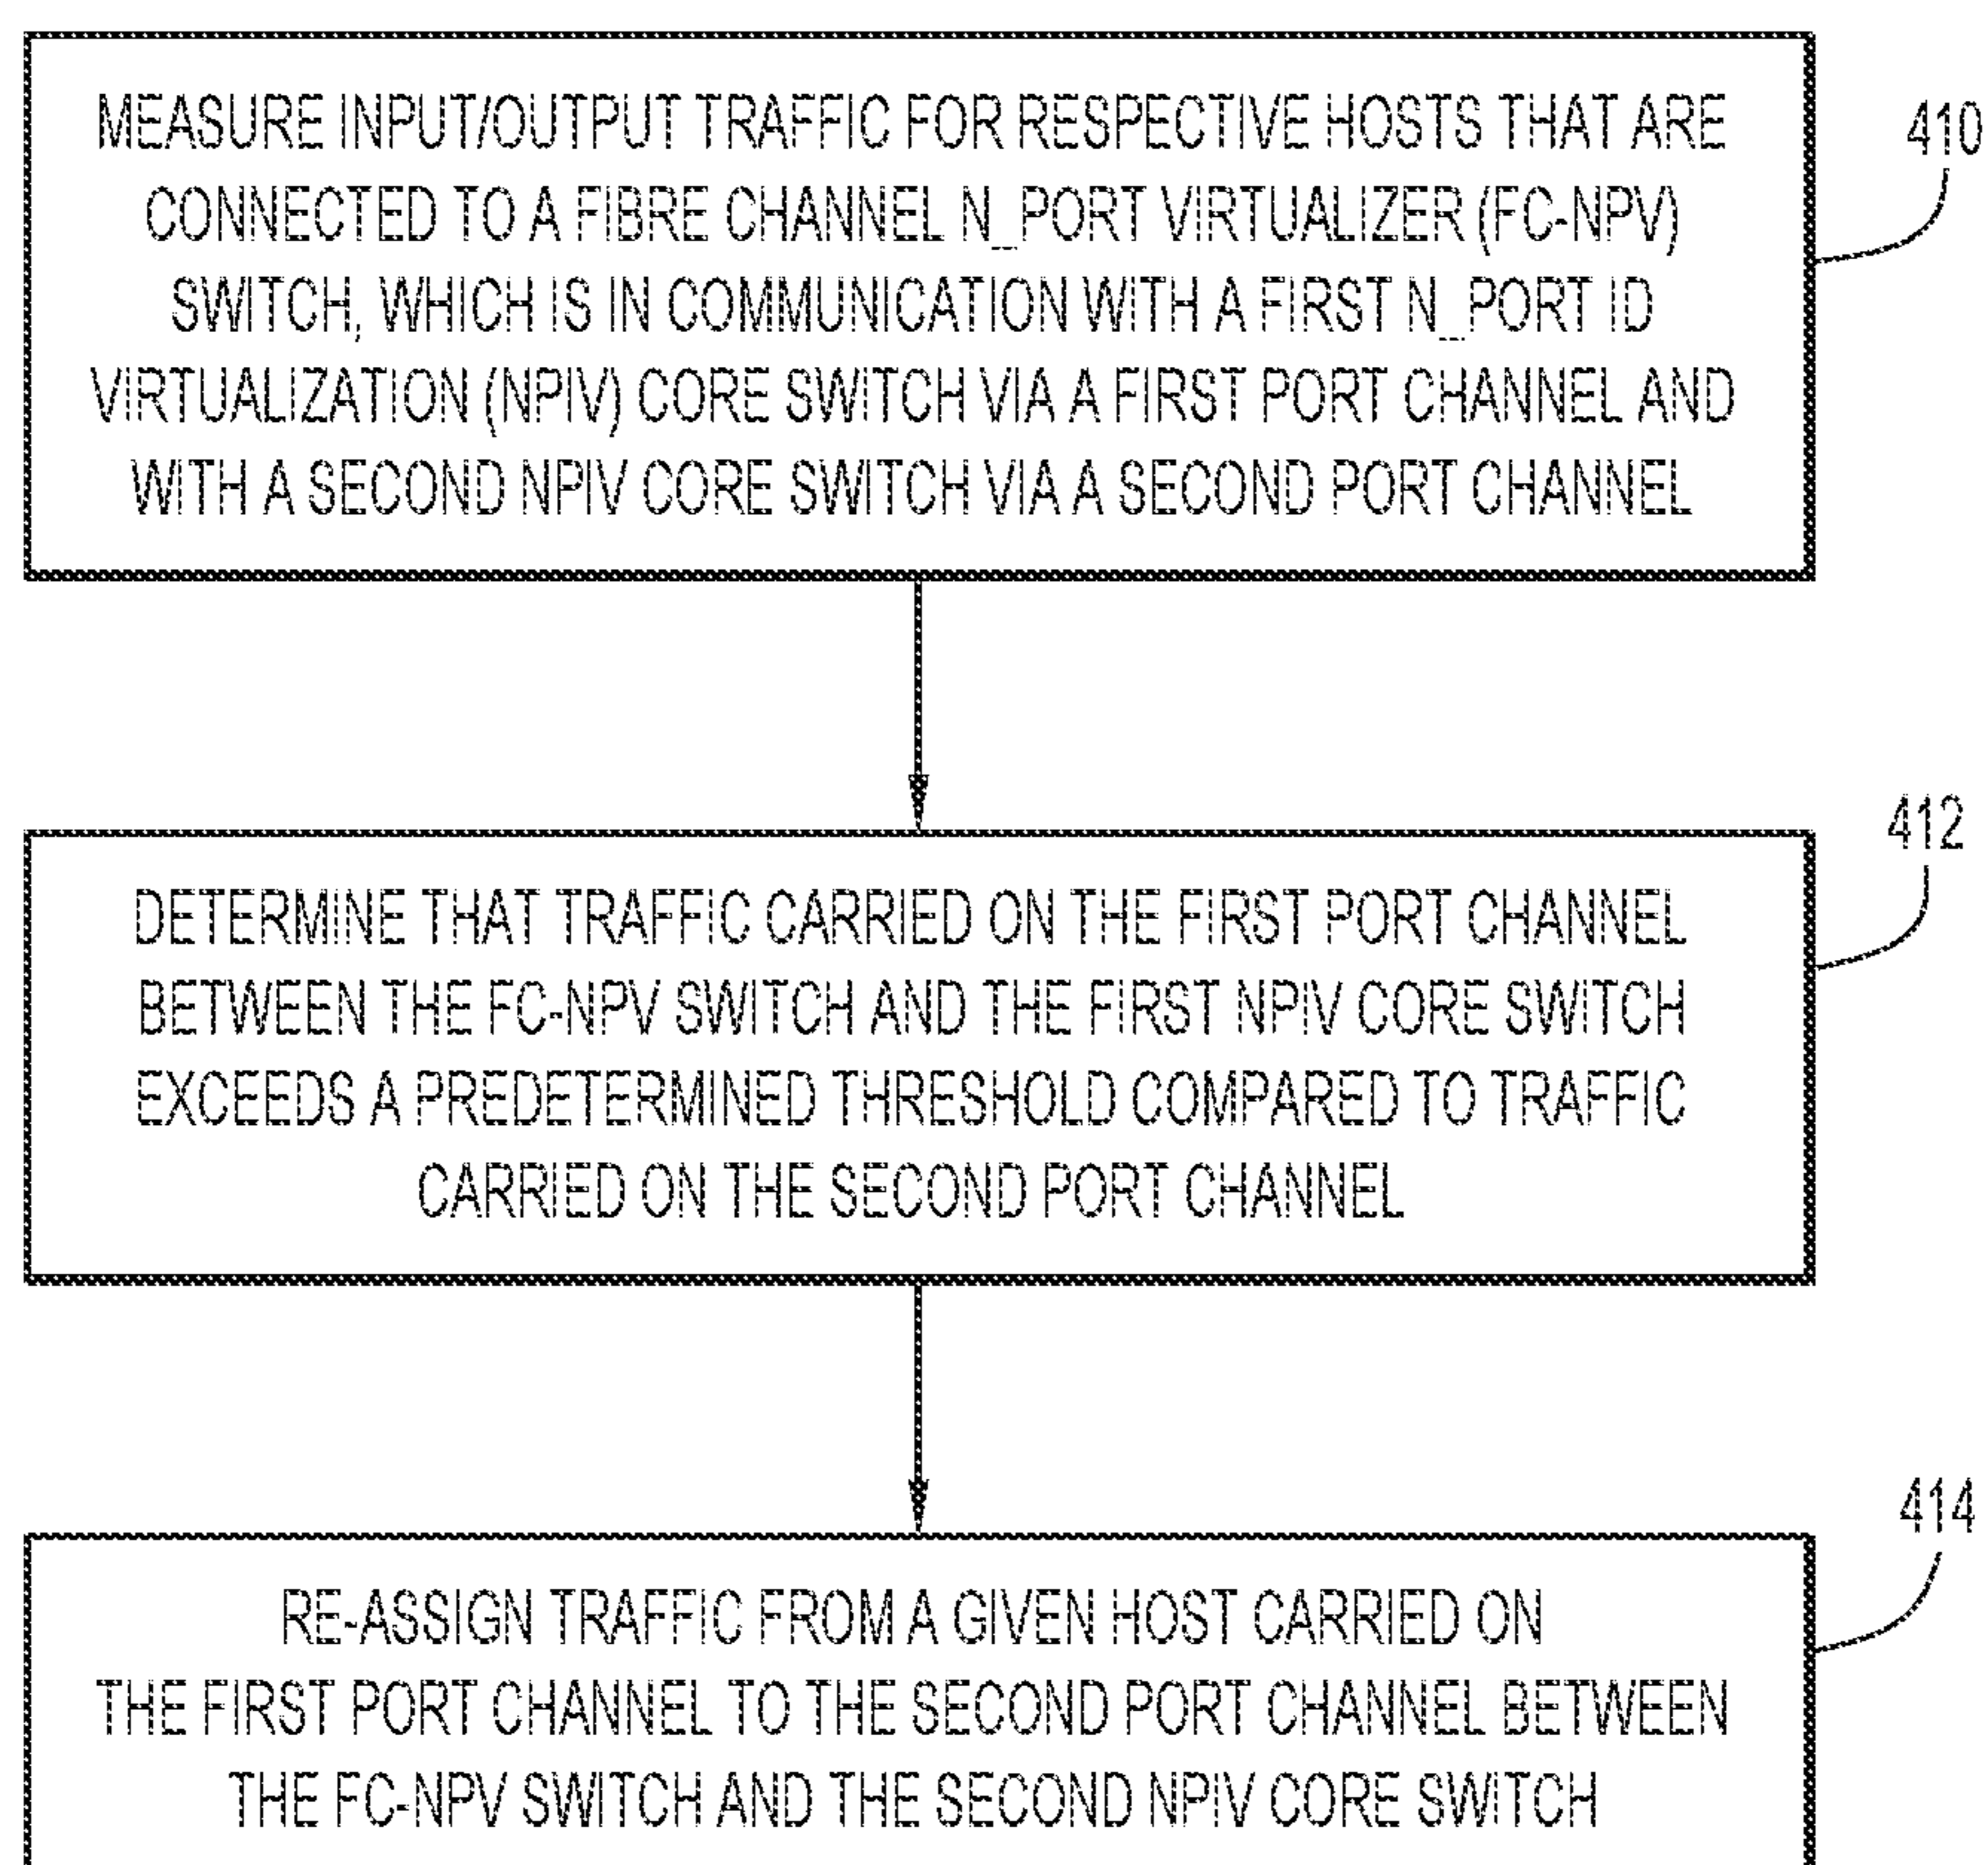 MEASURE INPUT/OUTPUT TRAFFIC FOR RESPECTIVE HOSTS THAT ARE
CONNECTED TO A FIBRE CHANNEL N_PORT VIRTUALIZER (FC-NPV)
SWITCH, WHICH IS IN COMMUNICATION WITH A FIRST N_PORT ID
VIRTUALIZATION (NPIV) CORE SWITCH VIA A FIRST PORT CHANNEL AND
WITH A SECOND NPIV CORE SWITCH VIA A SECOND PORT CHANNEL
410
DETERMINE THAT TRAFFIC CARRIED ON THE FIRST PORT CHANNEL
BETWEEN THE FC-NPV SWITCH AND THE FIRST NPIV CORE SWITCH
EXCEEDS A PREDETERMINED THRESHOLD COMPARED TO TRAFFIC
CARRIED ON THE SECOND PORT CHANNEL
412
RE-ASSIGN TRAFFIC FROM A GIVEN HOST CARRIED ON
THE FIRST PORT CHANNEL TO THE SECOND PORT CHANNEL BETWEEN
THE FC-NPV SWITCH AND THE SECOND NPIV CORE SWITCH
414